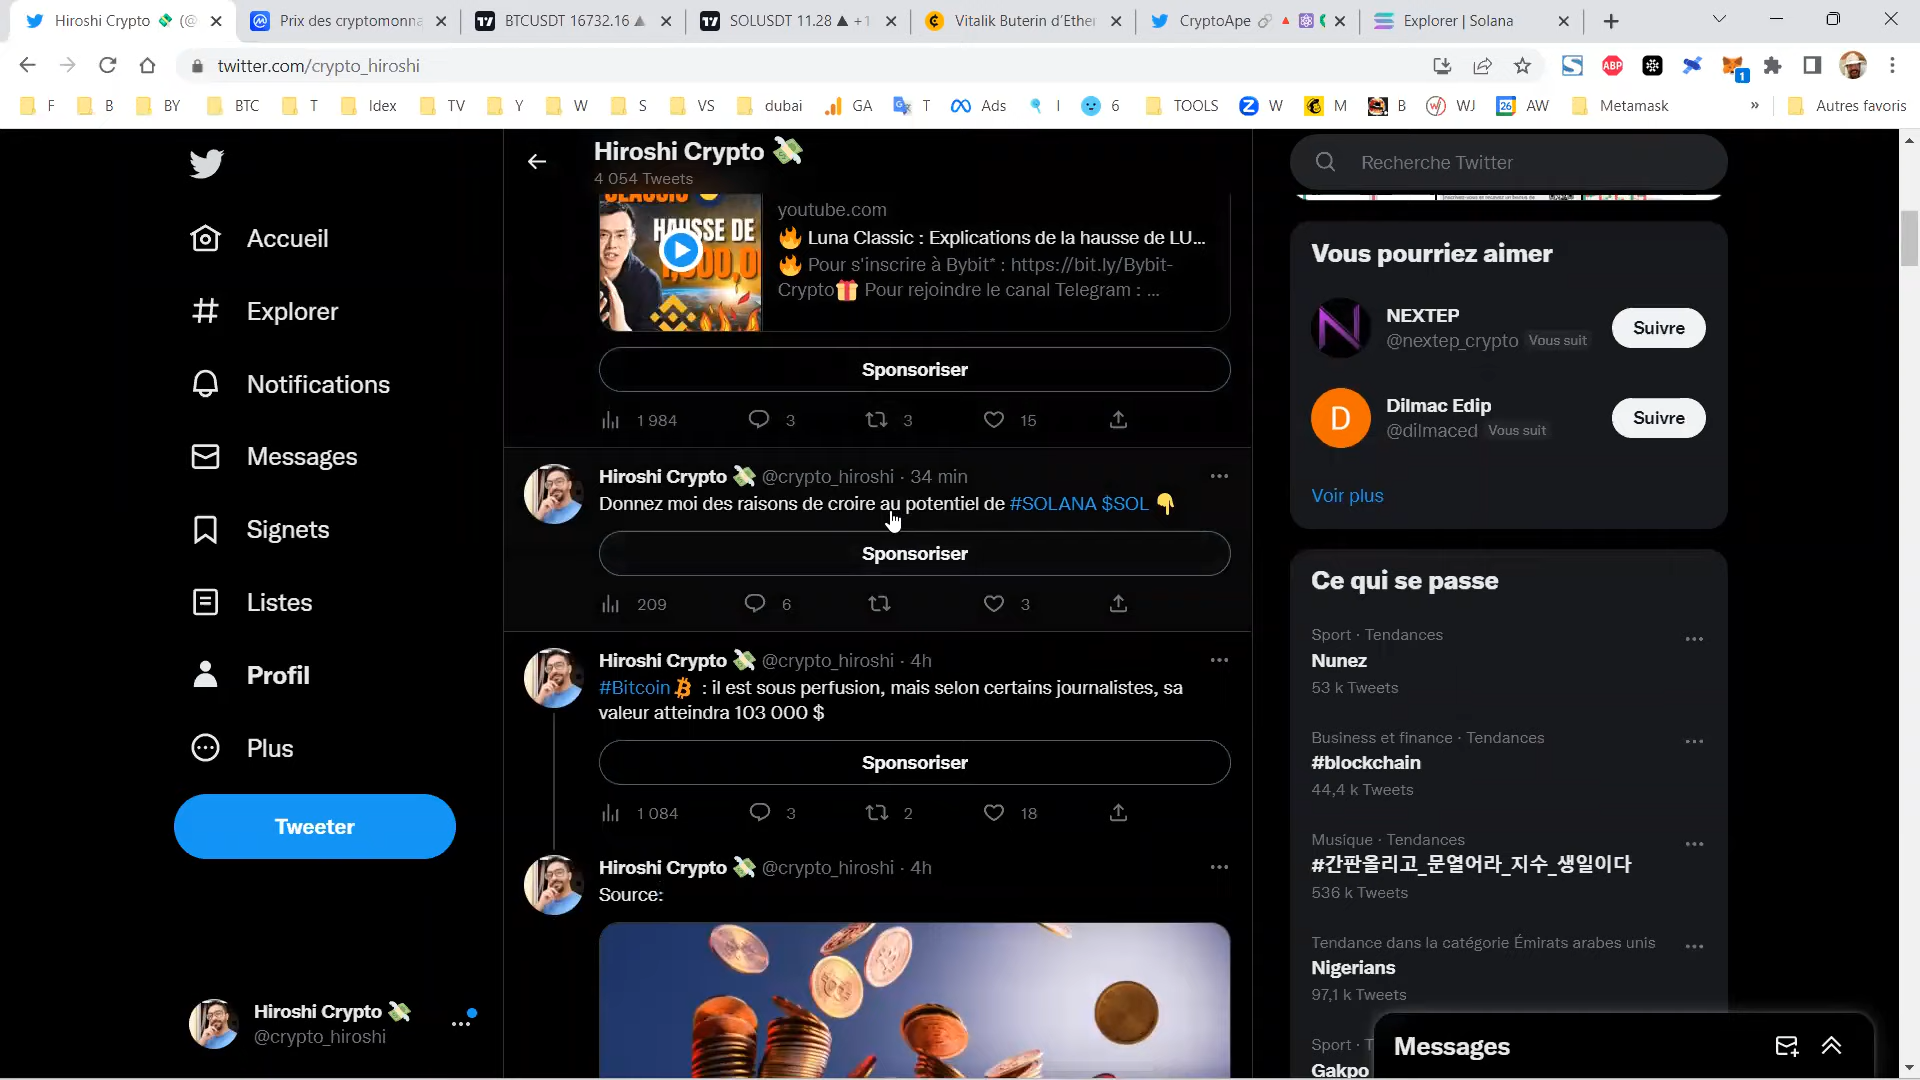 Hiroshi Crypto 💸 (@
Prix des cryptomonna
BTCUSDT 16732.16 ▲
SOLUSDT 11.28 ▲ +1
Vitalik Buterin d'Ether
CryptoApe
Explorer | Solana
twitter.com/crypto_hiroshi
ABP
1
F
B
BY
BTC
T
Idex
TV
Y
W
S
VS
dubai
GA
T
Ads
I
6
TOOLS
W
M
B
WJ
26
AW
Metamask
»
Autres favoris
Accueil
Explorer
Notifications
Messages
Signets
Listes
Profil
Plus
Tweeter
Hiroshi Crypto 💸
@crypto_hiroshi
Hiroshi Crypto 💸
4 054 Tweets
HAUSSE DE
youtube.com
🔥 Luna Classic : Explications de la hausse de LU...
🔥 Pour s'inscrire à Bybit* : https://bit.ly/Bybit-
Crypto🎁 Pour rejoindre le canal Telegram : ...
Sponsoriser
1 984 3 3 15
Hiroshi Crypto 💸 @crypto_hiroshi · 34 min
Donnez moi des raisons de croire au potentiel de #SOLANA $SOL 👇
Sponsoriser
209 6 3
Hiroshi Crypto 💸 @crypto_hiroshi · 4h
#Bitcoin : il est sous perfusion, mais selon certains journalistes, sa
valeur atteindra 103 000 $
Sponsoriser
1 084 3 2 18
Hiroshi Crypto 💸 @crypto_hiroshi · 4h
Source:
Recherche Twitter
Vous pourriez aimer
NEXTEP
@nextep_crypto Vous suit
Suivre
D
Dilmac Edip
@dilmaced Vous suit
Suivre
Voir plus
Ce qui se passe
Sport · Tendances
Nunez
53 k Tweets
Business et finance · Tendances
#blockchain
44,4 k Tweets
Musique · Tendances
#간판올리고_문열어라_지수_생일이다
536 k Tweets
Tendance dans la catégorie Émirats arabes unis
Nigerians
97,1 k Tweets
Sport · T
Gakpo
Messages